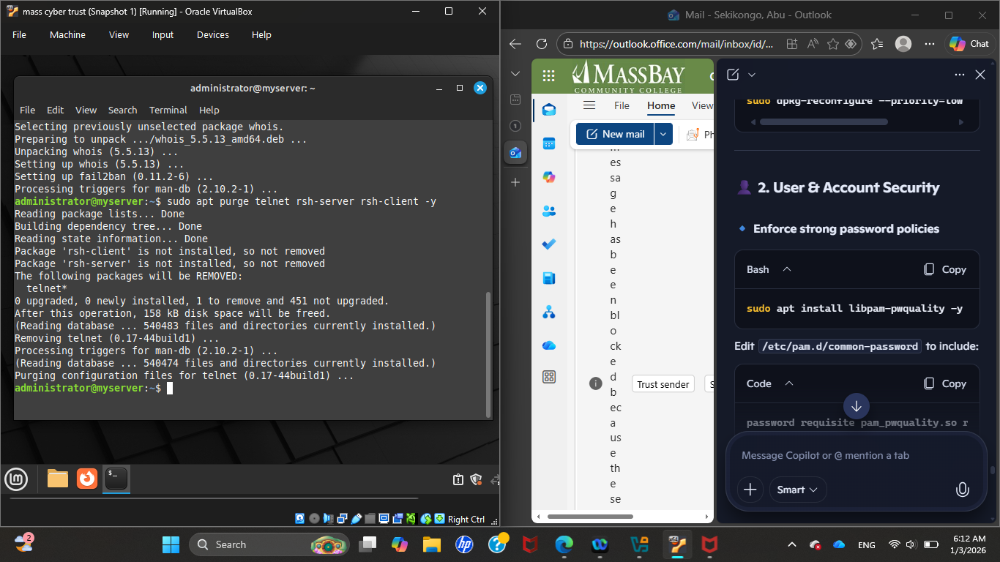 mass cyber trust (Snapshot 1) [Running] - Oracle VirtualBox
File Machine View Input Devices Help
administrator@myserver: ~
File Edit View Search Terminal Help
Selecting previously unselected package whois.
Preparing to unpack .../whois_5.5.13_amd64.deb ...
Unpacking whois (5.5.13) ...
Setting up whois (5.5.13) ...
Setting up fail2ban (0.11.2-6) ...
Processing triggers for man-db (2.10.2-1) ...
administrator@myserver:~$ sudo apt purge telnet rsh-server rsh-client -y
Reading package lists... Done
Building dependency tree... Done
Reading state information... Done
Package 'rsh-client' is not installed, so not removed
Package 'rsh-server' is not installed, so not removed
The following packages will be REMOVED:
telnet*
0 upgraded, 0 newly installed, 1 to remove and 451 not upgraded.
After this operation, 158 kB disk space will be freed.
(Reading database ... 540483 files and directories currently installed.)
Removing telnet (0.17-44build1) ...
Processing triggers for man-db (2.10.2-1) ...
(Reading database ... 540474 files and directories currently installed.)
Purging configuration files for telnet (0.17-44build1) ...
administrator@myserver:~$
Right Ctrl
Mail - Sekikongo, Abu - Outlook
https://outlook.office.com/mail/inbox/id/...
Chat
MASSBAY
COMMUNITY COLLEGE
File Home View
New mail
es
sa
g
e
h
as
b
e
e
n
bl
o
ck
e
d
b
ec
a
us
e
th
e
se
Trust sender
sudo dpkg-reconfigure --priority=low
2. User & Account Security
Enforce strong password policies
Bash Copy
sudo apt install libpam-pwquality -y
Edit /etc/pam.d/common-password to include:
Code Copy
password requisite pam_pwquality.so r
Message Copilot or @ mention a tab
Smart
2
Search
ENG
6:12 AM
1/3/2026